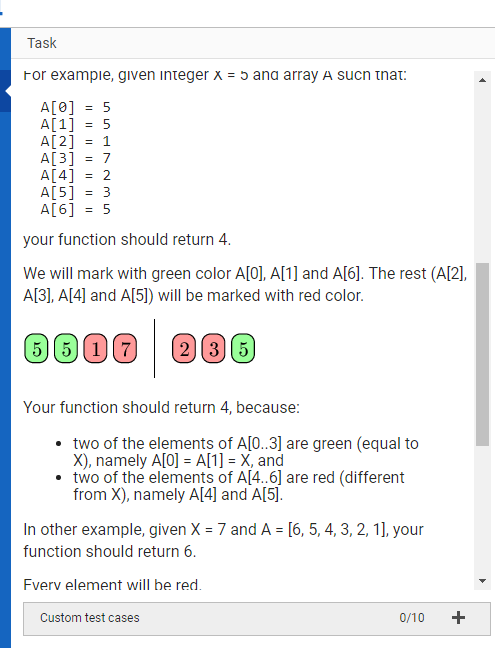 Task
For example, given integer X = 5 and array A such that:
A[0] = 5
A[1] = 5
A[2] = 1
A[3] = 7
A[4] = 2
A[5] = 3
A[6] = 5
your function should return 4.
We will mark with green color A[0], A[1] and A[6]. The rest (A[2],
A[3], A[4] and A[5]) will be marked with red color.
5 5 1 7 2 3 5
Your function should return 4, because:
• two of the elements of A[0..3] are green (equal to
X), namely A[0] = A[1] = X, and
• two of the elements of A[4..6] are red (different
from X), namely A[4] and A[5].
In other example, given X = 7 and A = [6, 5, 4, 3, 2, 1], your
function should return 6.
Every element will be red.
Custom test cases 0/10 +